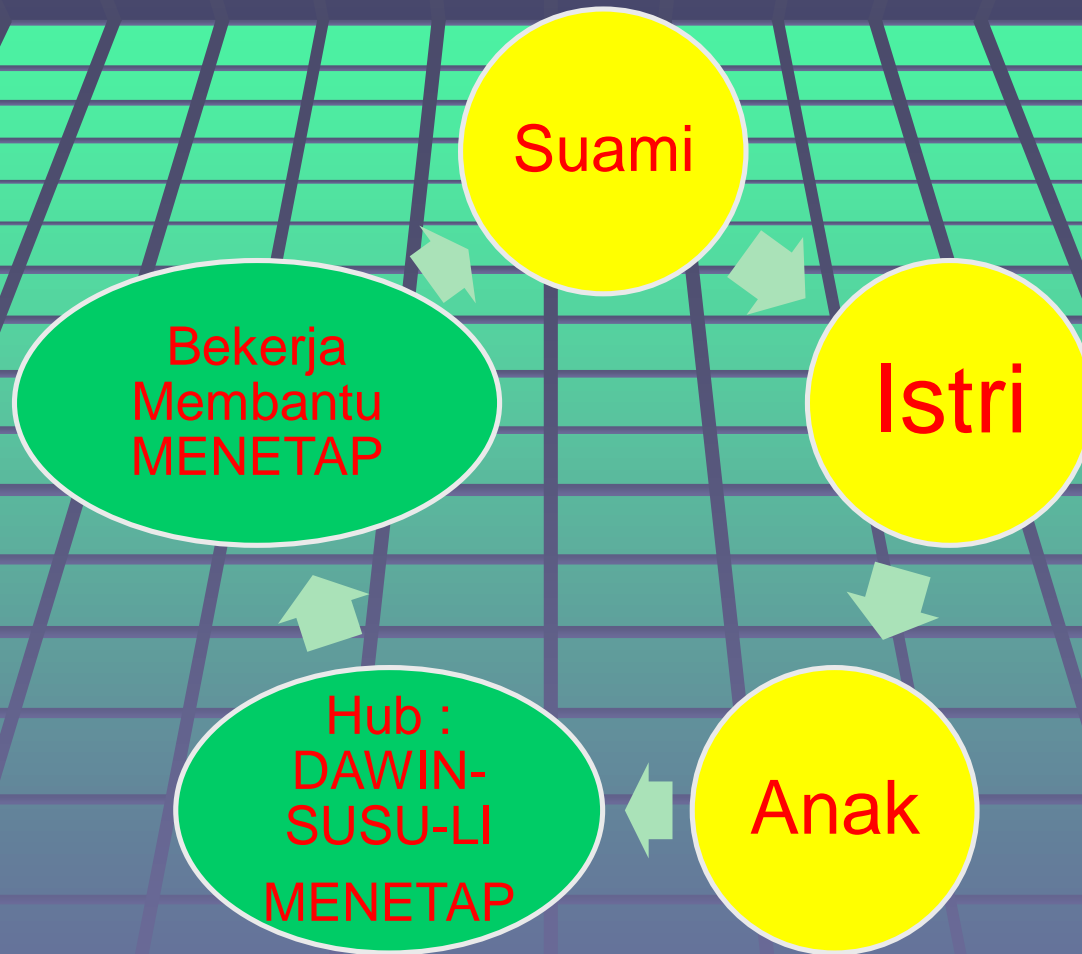 Suami
Istri
Anak
Hub :
DAWIN-
SUSU-LI
MENETAP
Bekerja
Membantu
MENETAP